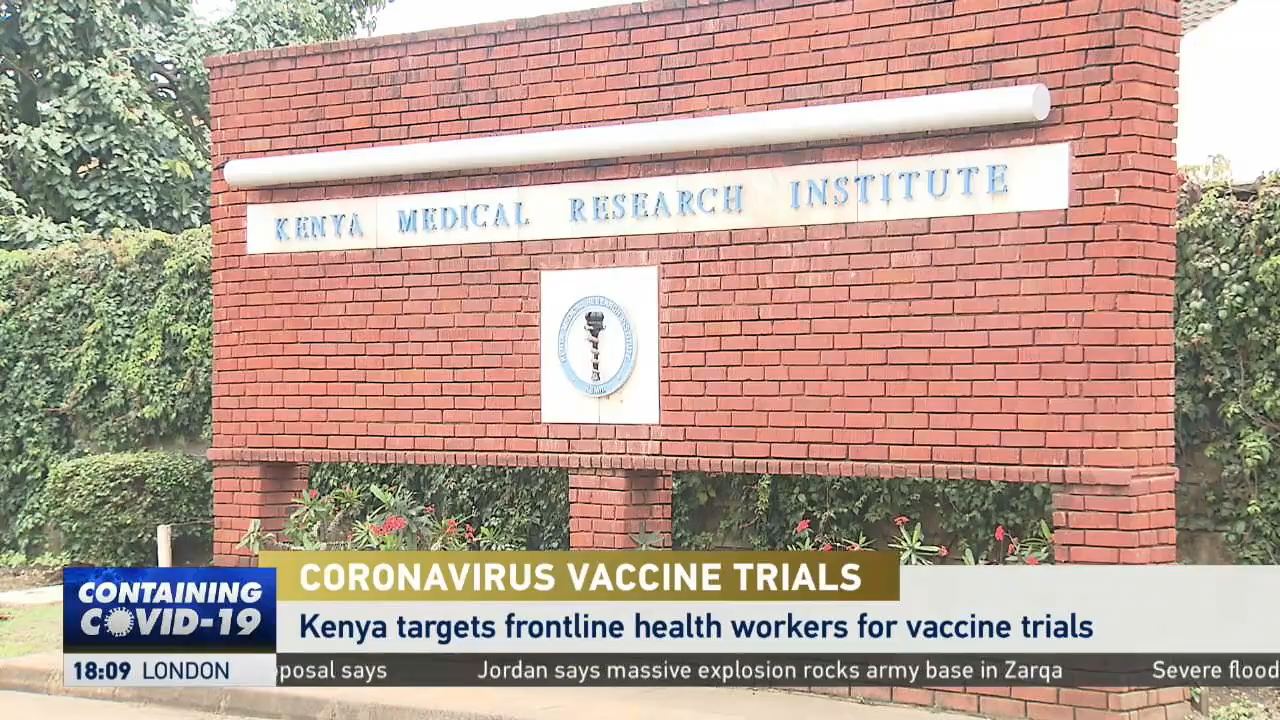 KENYA MEDICAL RESEARCH INSTITUTE
CORONAVIRUS VACCINE TRIALS
CONTAINING
COVID-19
Kenya targets frontline health workers for vaccine trials
18:09 LONDON
posal says Jordan says massive explosion rocks army base in Zarqa Severe flood